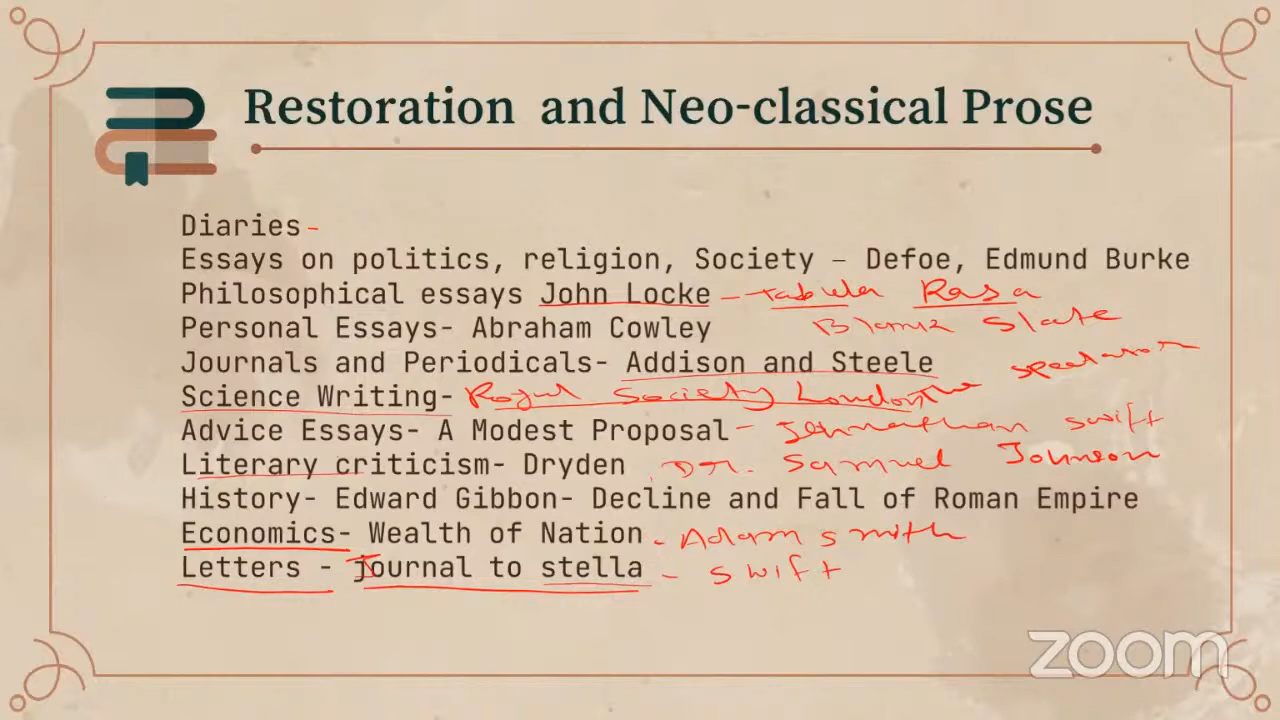 Restoration and Neo-classical Prose
Diaries -
Essays on politics, religion, Society – Defoe, Edmund Burke
Philosophical essays John Locke - Tabula Rasa
Personal Essays- Abraham Cowley Blank Slate
Journals and Periodicals- Addison and Steele the spectator
Science Writing- Royal Society London
Advice Essays- A Modest Proposal - Johnathan swift
Literary criticism- Dryden, Dr. Samuel Johnson
History- Edward Gibbon- Decline and Fall of Roman Empire
Economics- Wealth of Nation - Adam smith
Letters - Journal to stella - swift
zoom